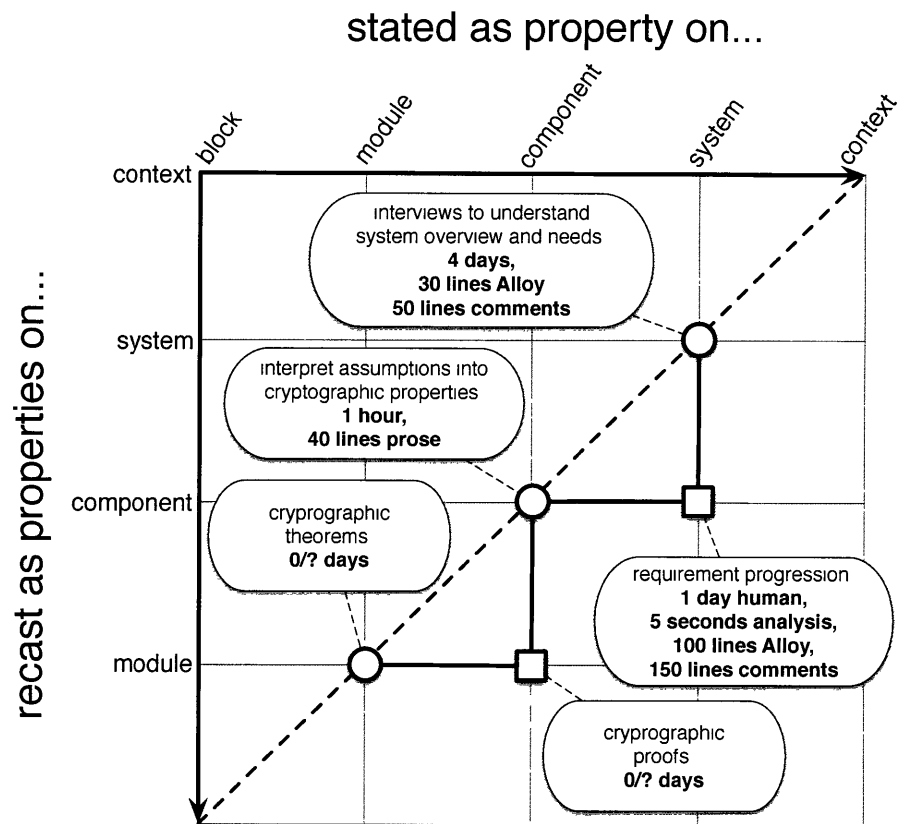 stated as property on...
block
module
component
system
context
recast as properties on...
context
system
component
module
interviews to understand
system overview and needs
4 days,
30 lines Alloy
50 lines comments
interpret assumptions into
cryptographic properties
1 hour,
40 lines prose
cryprographic
theorems
0/? days
requirement progression
1 day human,
5 seconds analysis,
100 lines Alloy,
150 lines comments
cryprographic
proofs
0/? days